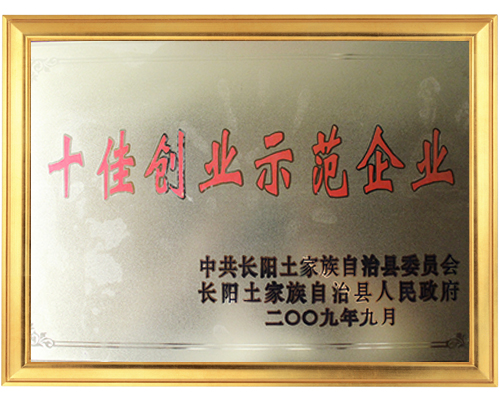 十佳创业示范企业
中共长阳土家族自治县委员会
长阳土家族自治县人民政府
二〇〇九年九月